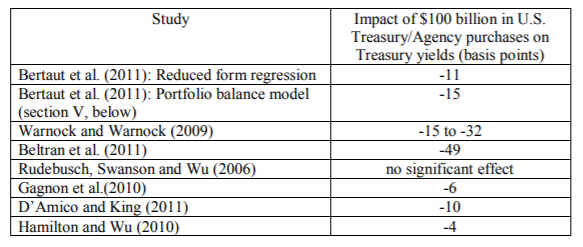 Study
Impact of $100 billion in U.S.
Treasury/Agency purchases on
Treasury yields (basis points)
Bertaut et al. (2011): Reduced form regression
-11
Bertaut et al. (2011): Portfolio balance model
(section V, below)
-15
Warnock and Warnock (2009)
-15 to -32
Beltran et al. (2011)
-49
Rudebusch, Swanson and Wu (2006)
no significant effect
Gagnon et al.(2010)
-6
D’Amico and King (2011)
-10
Hamilton and Wu (2010)
-4